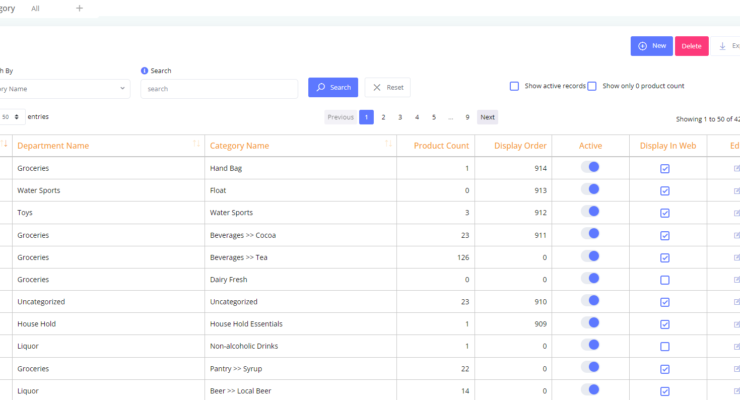 gory All +
New Delete Ex
h By Search
ry Name search Search Reset Show active records Show only 0 product count
50 entries Previous 1 2 3 4 5 ... 9 Next Showing 1 to 50 of 42
Department Name Category Name Product Count Display Order Active Display In Web Ed
Groceries Hand Bag 1 914
Water Sports Float 0 913
Toys Water Sports 3 912
Groceries Beverages >> Cocoa 23 911
Groceries Beverages >> Tea 126 0
Groceries Dairy Fresh 0 0
Uncategorized Uncategorized 23 910
House Hold House Hold Essentials 1 909
Liquor Non-alcoholic Drinks 1 0
Groceries Pantry >> Syrup 22 0
Liquor Beer >> Local Beer 14 0